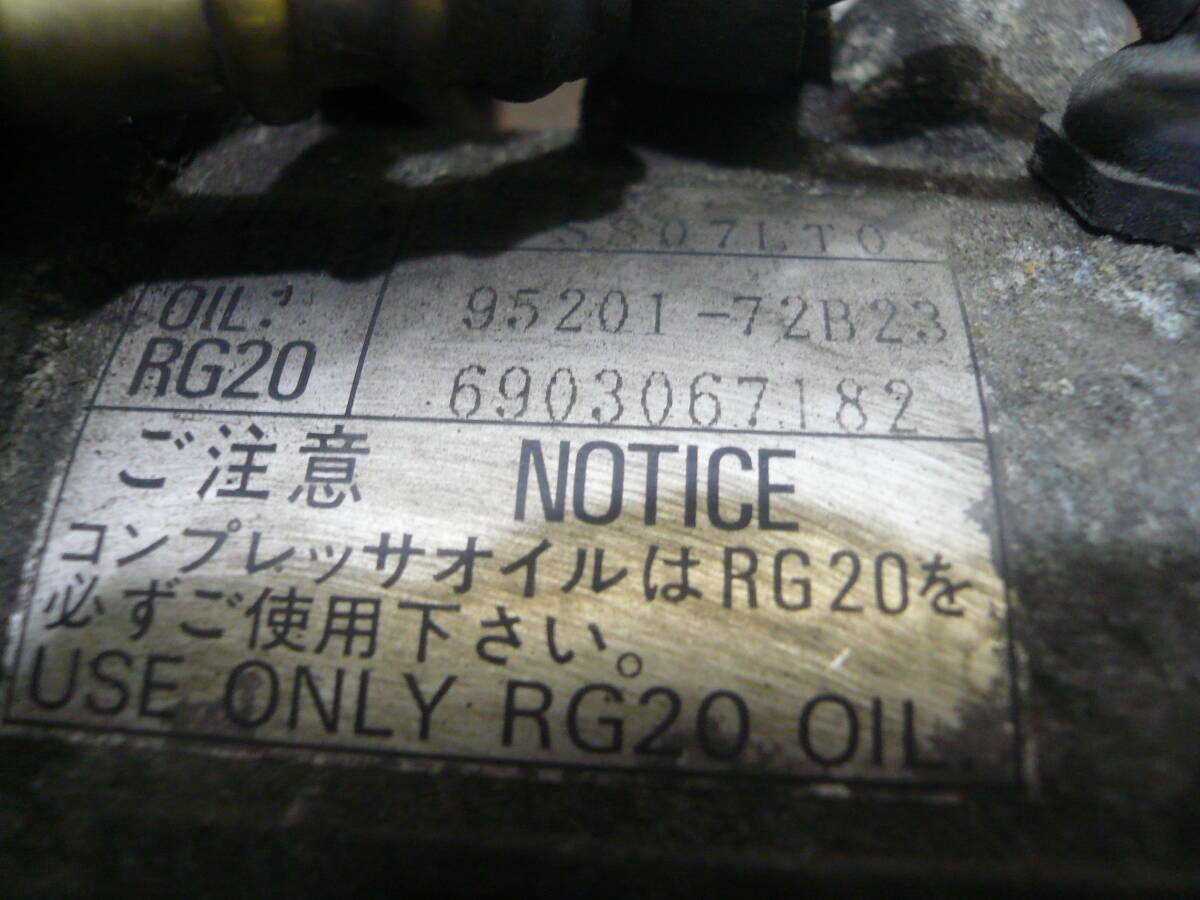 SS07LT0
OIL:
RG20
95201-72B23
6903067182
ご注意 NOTICE
コンプレッサオイルはRG20を
必ずご使用下さい。
USE ONLY RG20 OIL.